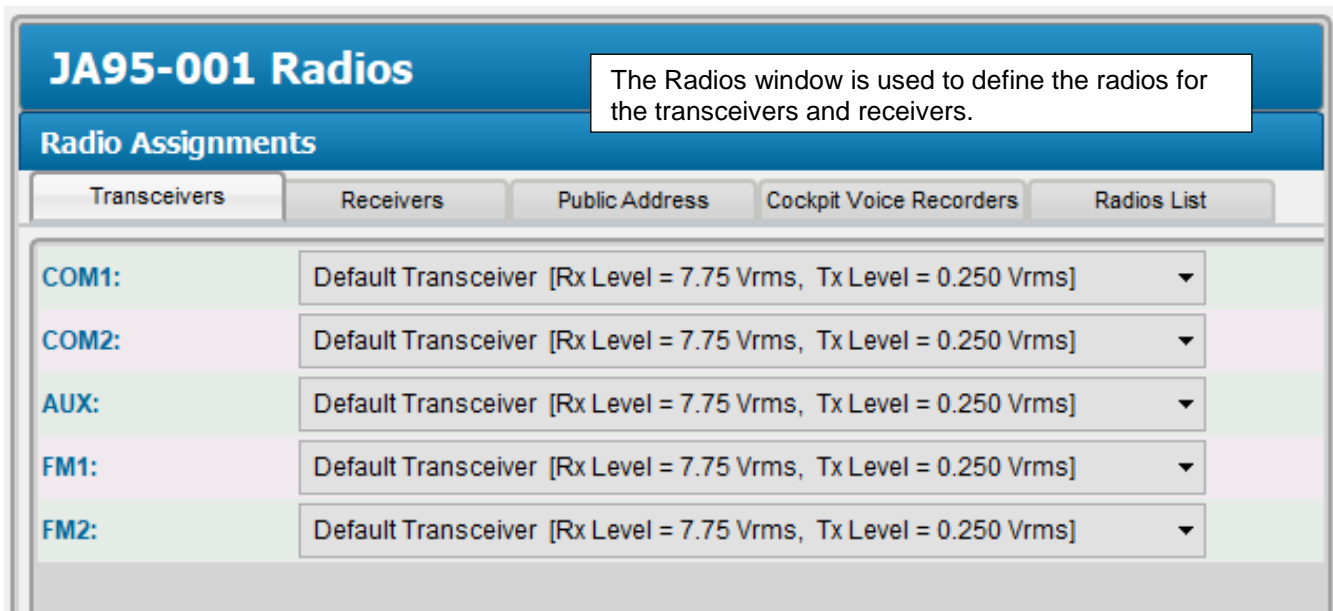 JA95-001 Radios
The Radios window is used to define the radios for
the transceivers and receivers.
Radio Assignments
Transceivers Receivers Public Address Cockpit Voice Recorders Radios List
COM1: Default Transceiver [Rx Level = 7.75 Vrms, Tx Level = 0.250 Vrms]
COM2: Default Transceiver [Rx Level = 7.75 Vrms, Tx Level = 0.250 Vrms]
AUX: Default Transceiver [Rx Level = 7.75 Vrms, Tx Level = 0.250 Vrms]
FM1: Default Transceiver [Rx Level = 7.75 Vrms, Tx Level = 0.250 Vrms]
FM2: Default Transceiver [Rx Level = 7.75 Vrms, Tx Level = 0.250 Vrms]